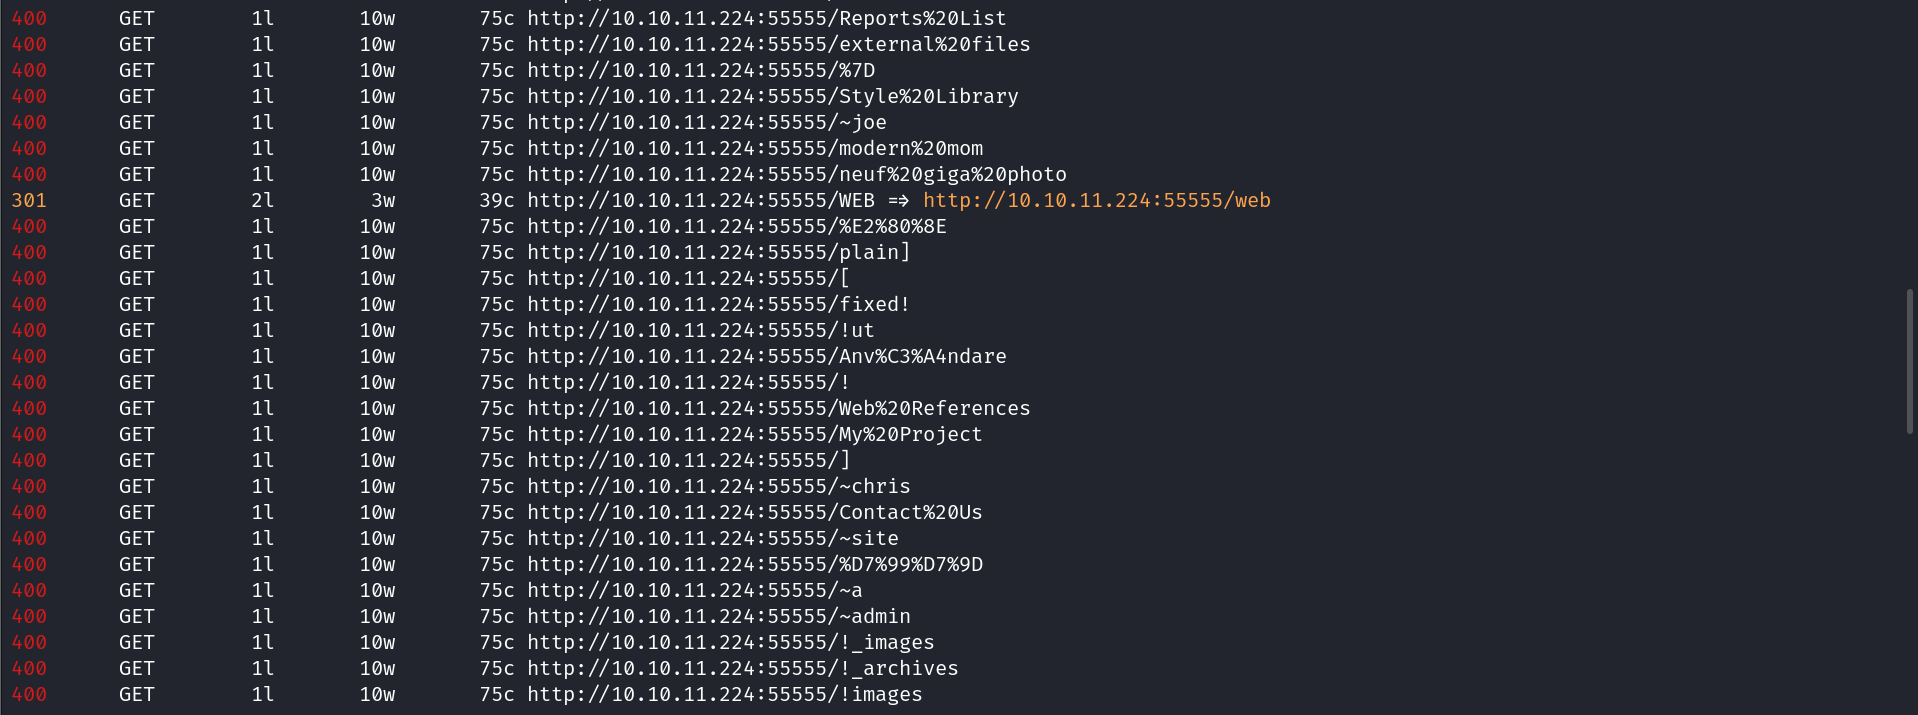 400 GET 1l 10w 75c http://10.10.11.224:55555/Reports%20List
400 GET 1l 10w 75c http://10.10.11.224:55555/external%20files
400 GET 1l 10w 75c http://10.10.11.224:55555/%7D
400 GET 1l 10w 75c http://10.10.11.224:55555/Style%20Library
400 GET 1l 10w 75c http://10.10.11.224:55555/~joe
400 GET 1l 10w 75c http://10.10.11.224:55555/modern%20mom
400 GET 1l 10w 75c http://10.10.11.224:55555/neuf%20giga%20photo
301 GET 2l 3w 39c http://10.10.11.224:55555/WEB => http://10.10.11.224:55555/web
400 GET 1l 10w 75c http://10.10.11.224:55555/%E2%80%8E
400 GET 1l 10w 75c http://10.10.11.224:55555/plain]
400 GET 1l 10w 75c http://10.10.11.224:55555/[
400 GET 1l 10w 75c http://10.10.11.224:55555/fixed!
400 GET 1l 10w 75c http://10.10.11.224:55555/!ut
400 GET 1l 10w 75c http://10.10.11.224:55555/Anv%C3%A4ndare
400 GET 1l 10w 75c http://10.10.11.224:55555/!
400 GET 1l 10w 75c http://10.10.11.224:55555/Web%20References
400 GET 1l 10w 75c http://10.10.11.224:55555/My%20Project
400 GET 1l 10w 75c http://10.10.11.224:55555/]
400 GET 1l 10w 75c http://10.10.11.224:55555/~chris
400 GET 1l 10w 75c http://10.10.11.224:55555/Contact%20Us
400 GET 1l 10w 75c http://10.10.11.224:55555/~site
400 GET 1l 10w 75c http://10.10.11.224:55555/%D7%99%D7%9D
400 GET 1l 10w 75c http://10.10.11.224:55555/~a
400 GET 1l 10w 75c http://10.10.11.224:55555/~admin
400 GET 1l 10w 75c http://10.10.11.224:55555/!_images
400 GET 1l 10w 75c http://10.10.11.224:55555/!_archives
400 GET 1l 10w 75c http://10.10.11.224:55555/!images